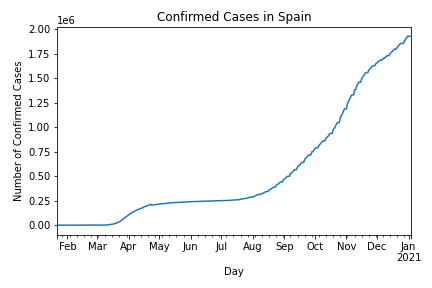 Confirmed Cases in Spain
1e6
2.00
1.75
1.50
1.25
1.00
0.75
0.50
0.25
0.00
Number of Confirmed Cases
Feb Mar Apr May Jun Jul Aug Sep Oct Nov Dec Jan
2021
Day